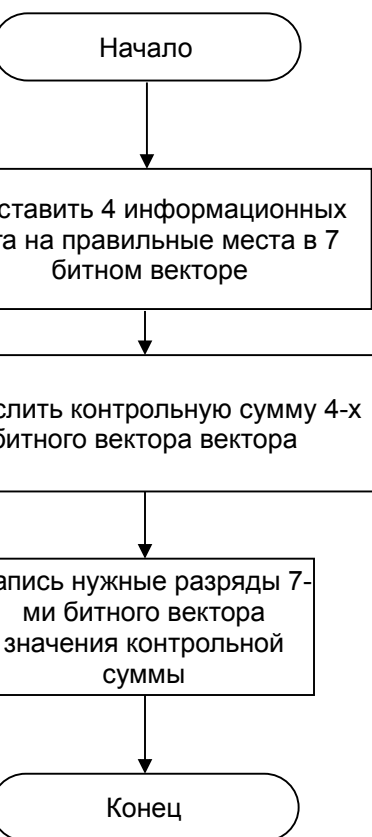 Начало
ставить 4 информационных
та на правильные места в 7
битном векторе
слить контрольную сумму 4-х
битного вектора вектора
апись нужные разряды 7-
ми битного вектора
значения контрольной
суммы
Конец